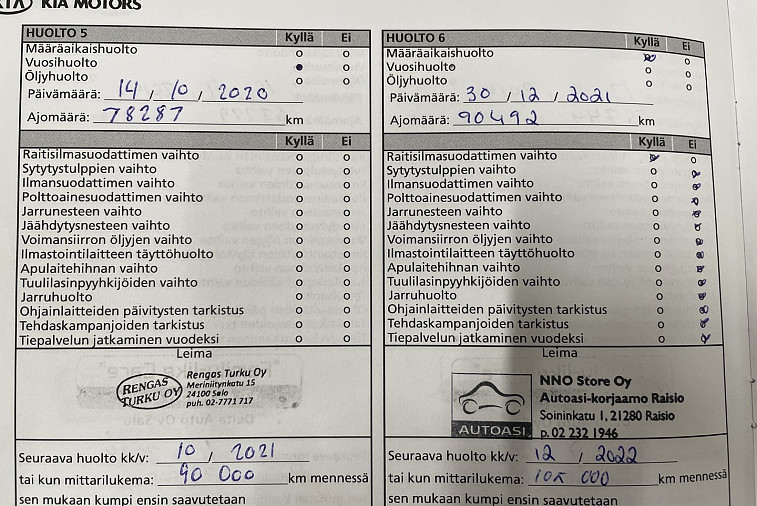 KIA KIA MOTORS
HUOLTO 5 Kyllä Ei
Määräaikaishuolto
Vuosihuolto
Öljyhuolto
Päivämäärä: 14 / 10 / 2020
Ajomäärä: 78287 km
Kyllä Ei
Raitisilmasuodattimen vaihto
Sytytystulppien vaihto
Ilmansuodattimen vaihto
Polttoainesuodattimen vaihto
Jarrunesteen vaihto
Jäähdytysnesteen vaihto
Voimansiirron öljyjen vaihto
Ilmastointilaitteen täyttöhuolto
Apulaitehihnan vaihto
Tuulilasinpyyhkijöiden vaihto
Jarruhuolto
Ohjainlaitteiden päivitysten tarkistus
Tehdaskampanjoiden tarkistus
Tiepalvelun jatkaminen vuodeksi
Leima
RENGAS TURKU OY
Rengas Turku Oy
Meriniitynkatu 15
24100 Salo
puh. 02-7771717
Seuraava huolto kk/v: 10 / 2021
tai kun mittarilukema: 90 000 km mennessä
sen mukaan kumpi ensin saavutetaan
HUOLTO 6 Kyllä Ei
Määräaikaishuolto
Vuosihuolto
Öljyhuolto
Päivämäärä: 30 / 12 / 2021
Ajomäärä: 90492 km
Kyllä Ei
Raitisilmasuodattimen vaihto
Sytytystulppien vaihto
Ilmansuodattimen vaihto
Polttoainesuodattimen vaihto
Jarrunesteen vaihto
Jäähdytysnesteen vaihto
Voimansiirron öljyjen vaihto
Ilmastointilaitteen täyttöhuolto
Apulaitehihnan vaihto
Tuulilasinpyyhkijöiden vaihto
Jarruhuolto
Ohjainlaitteiden päivitysten tarkistus
Tehdaskampanjoiden tarkistus
Tiepalvelun jatkaminen vuodeksi
Leima
AUTOASI
NNO Store Oy
Autoasi-korjaamo Raisio
Soininkatu 1, 21280 Raisio
p. 02 232 1946
Seuraava huolto kk/v: 12 / 2022
tai kun mittarilukema: 105 000 km mennessä
sen mukaan kumpi ensin saavutetaan